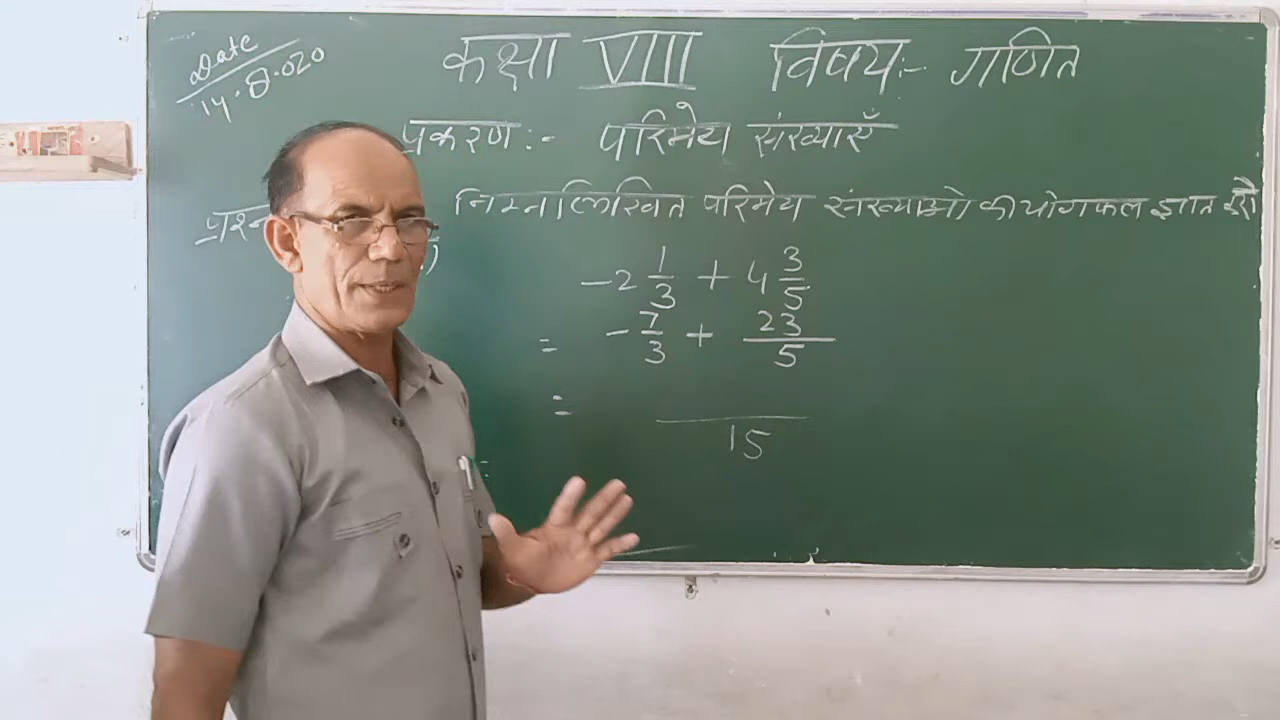 Date
14.8.020
कक्षा VIII विषय:- गणित
प्रकरण:- परिमेय संख्याएँ
प्रश्न निम्नलिखित परिमेय संख्याओ का योगफल ज्ञात करो
)
-2 1/3 + 4 3/5
= -7/3 + 23/5
= /15